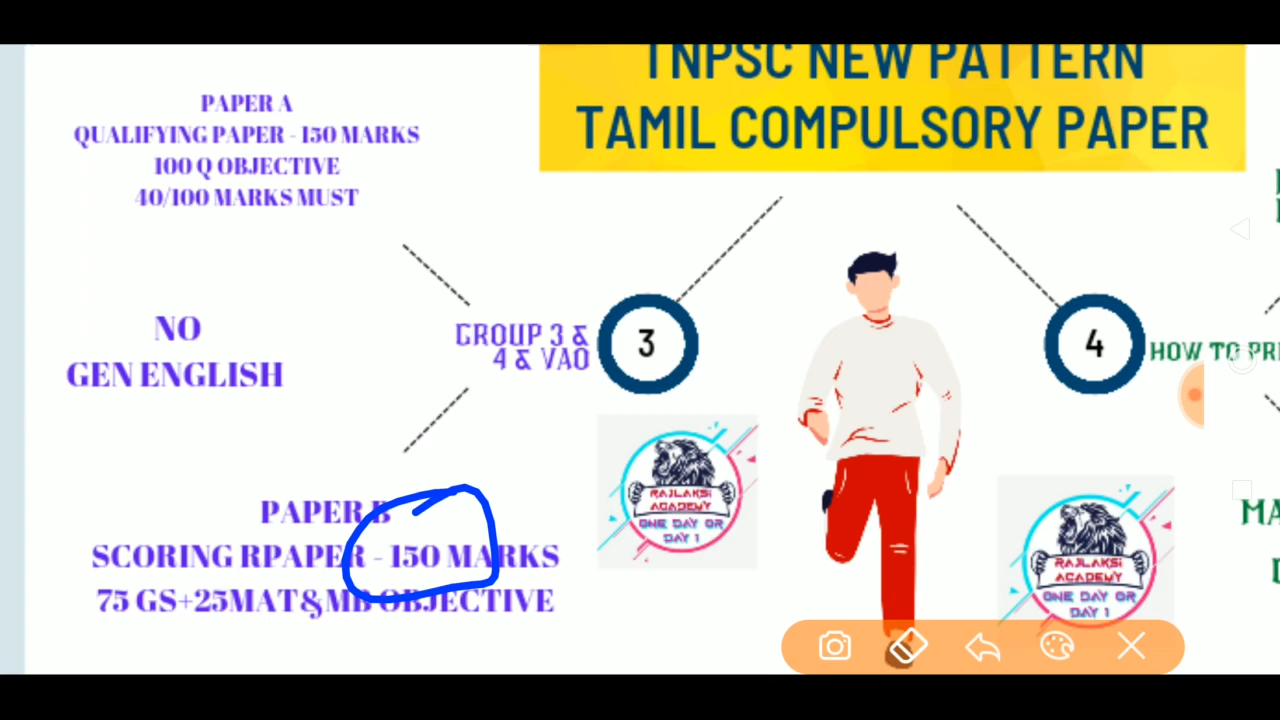 TNPSC NEW PATTERN
TAMIL COMPULSORY PAPER
PAPER A
QUALIFYING PAPER - 150 MARKS
100 Q OBJECTIVE
40/100 MARKS MUST
NO
GEN ENGLISH
GROUP 3 &
4 & VAO
3
4
HOW TO PRE
PAPER B
SCORING RPAPER - 150 MARKS
75 GS+25MAT&MB OBJECTIVE
RAJLAKSI
ACADEMY
ONE DAY OR
DAY 1
RAJLAKSI
ACADEMY
ONE DAY OR
DAY 1
MA